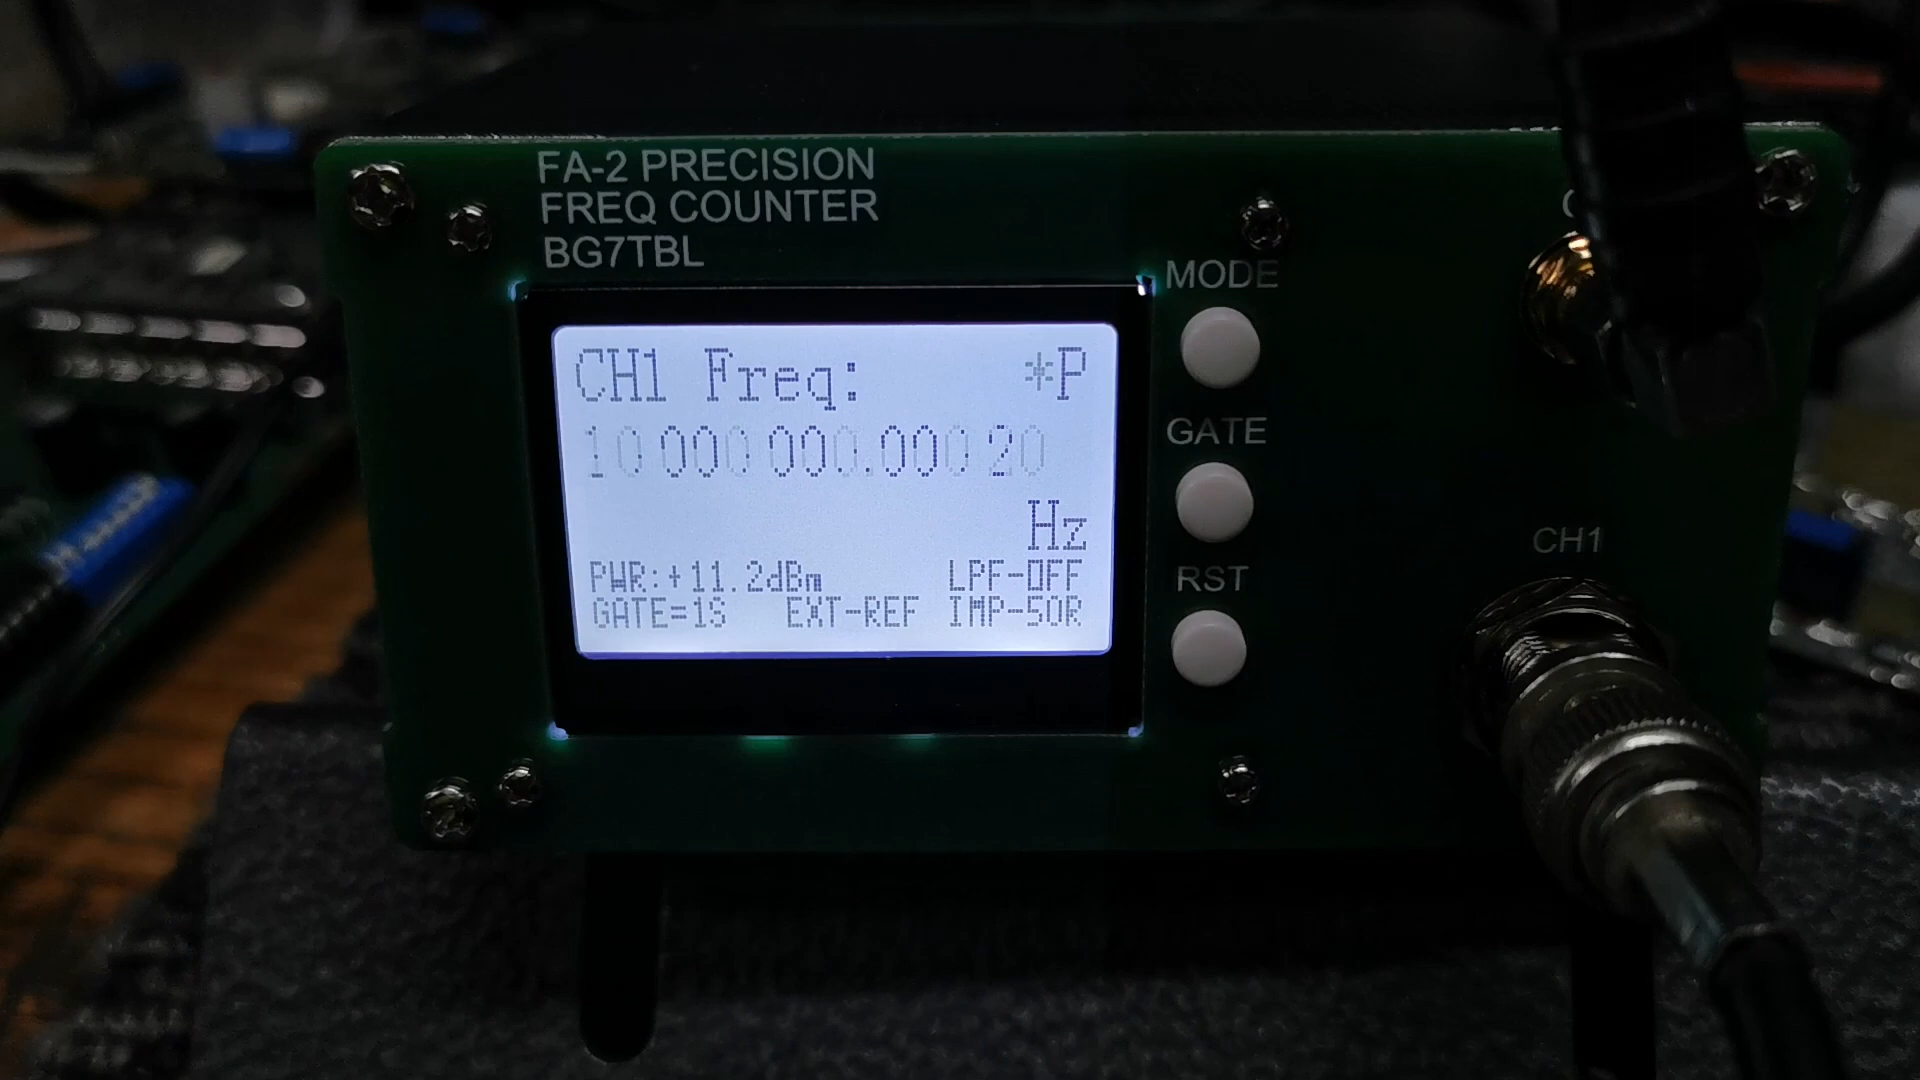 FA-2 PRECISION
FREQ COUNTER
BG7TBL
MODE
CH1 Freq: *P
10 000 000.000 20
GATE
Hz
CH1
PWR:+11.2dBm LPF-OFF
RST
GATE=1S EXT-REF IMP-50R